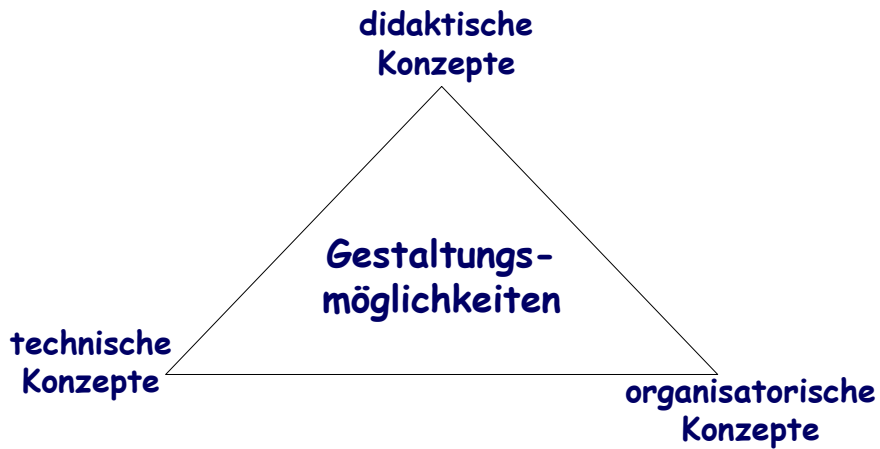 didaktische
Konzepte
Gestaltungs-
möglichkeiten
technische
Konzepte
organisatorische
Konzepte